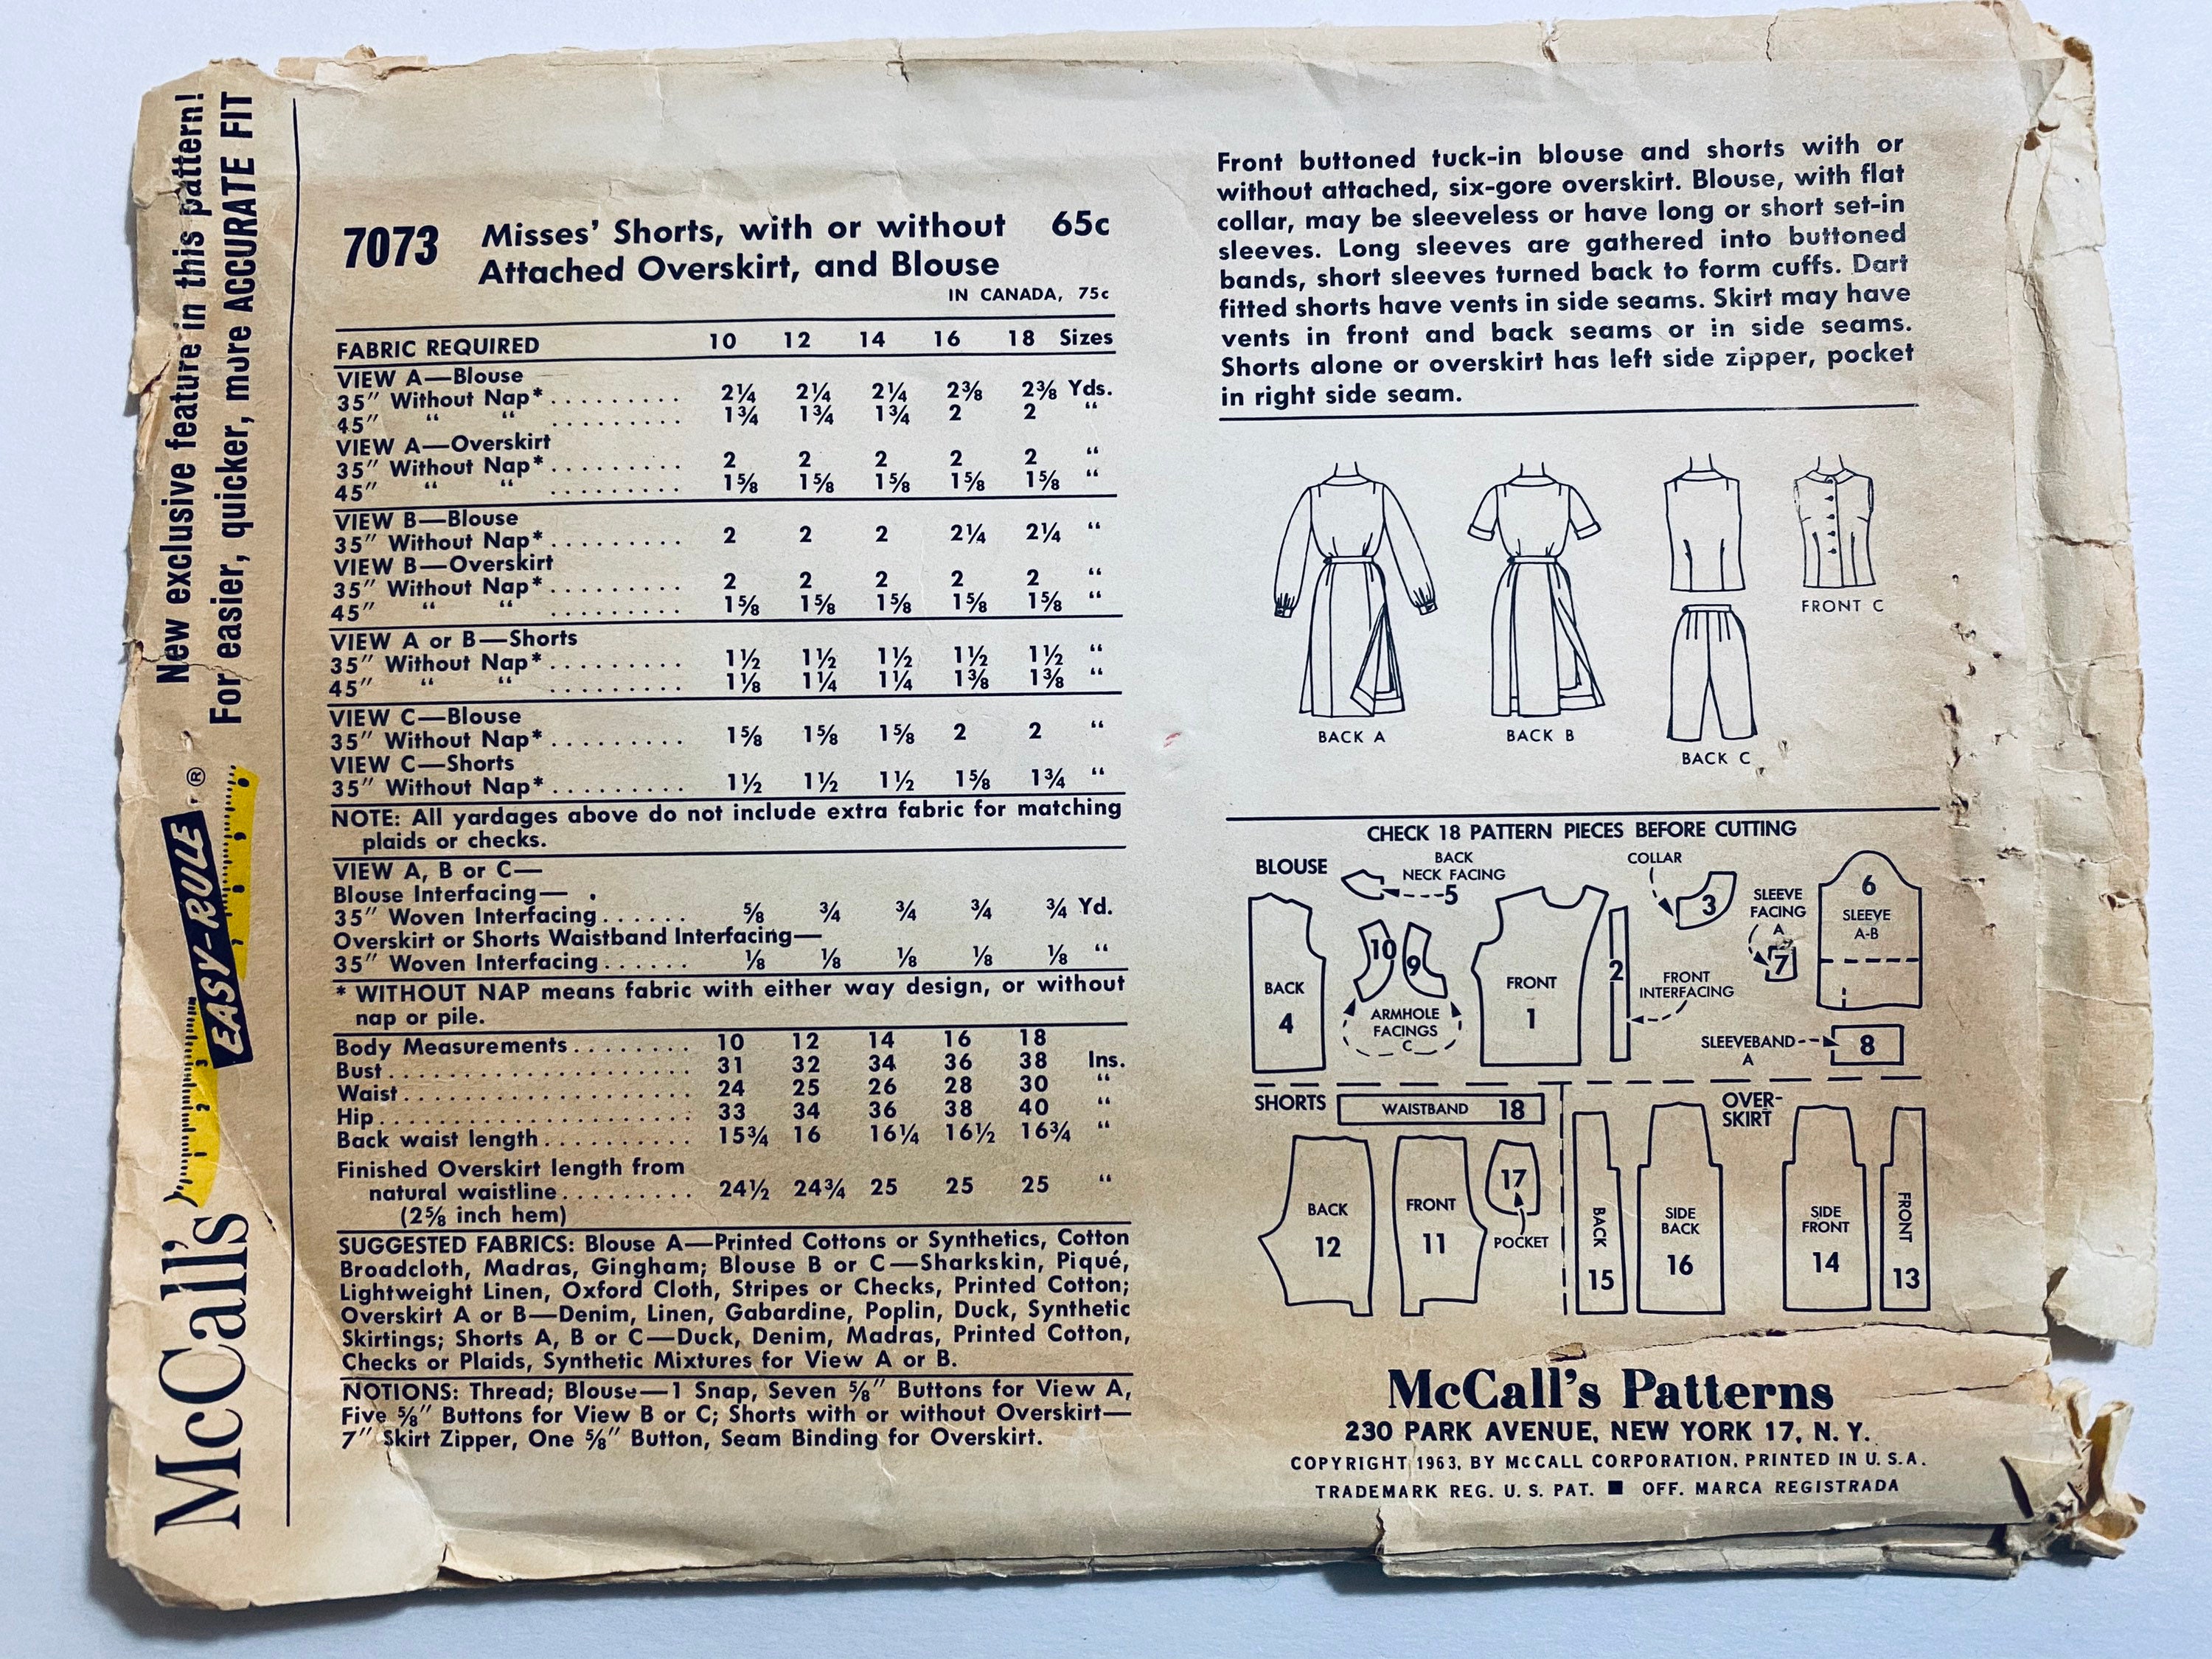 New exclusive feature in this pattern!
For easier, quicker, more ACCURATE FIT
McCall's EASY-RULE ®
1 2 3 7 8 9
7073
Misses' Shorts, with or without 65c
Attached Overskirt, and Blouse
IN CANADA, 75c
FABRIC REQUIRED 10 12 14 16 18 Sizes
VIEW A—Blouse
35" Without Nap*......... 2¼ 2¼ 2¼ 2⅜ 2⅜ Yds.
45" " " ......... 1¾ 1¾ 1¾ 2 2 "
VIEW A—Overskirt
35" Without Nap*......... 2 2 2 2 2 "
45" " " ......... 1⅝ 1⅝ 1⅝ 1⅝ 1⅝ "
VIEW B—Blouse
35" Without Nap*......... 2 2 2 2¼ 2¼ "
VIEW B—Overskirt
35" Without Nap*......... 2 2 2 2 2 "
45" " " ......... 1⅝ 1⅝ 1⅝ 1⅝ 1⅝ "
VIEW A or B—Shorts
35" Without Nap*......... 1½ 1½ 1½ 1½ 1½ "
45" " " ......... 1⅛ 1¼ 1¼ 1⅜ 1⅜ "
VIEW C—Blouse
35" Without Nap*......... 1⅝ 1⅝ 1⅝ 2 2 "
VIEW C—Shorts
35" Without Nap*......... 1½ 1½ 1½ 1⅝ 1¾ "
NOTE: All yardages above do not include extra fabric for matching
plaids or checks.
VIEW A, B or C—
Blouse Interfacing—
35" Woven Interfacing...... ⅝ ¾ ¾ ¾ ¾ Yd.
Overskirt or Shorts Waistband Interfacing—
35" Woven Interfacing...... ⅛ ⅛ ⅛ ⅛ ⅛ "
* WITHOUT NAP means fabric with either way design, or without
nap or pile.
Body Measurements........ 10 12 14 16 18
Bust..................... 31 32 34 36 38 Ins.
Waist.................... 24 25 26 28 30 "
Hip...................... 33 34 36 38 40 "
Back waist length.......... 15¾ 16 16¼ 16½ 16¾ "
Finished Overskirt length from
natural waistline......... 24½ 24¾ 25 25 25 "
(2⅝ inch hem)
SUGGESTED FABRICS: Blouse A—Printed Cottons or Synthetics, Cotton
Broadcloth, Madras, Gingham; Blouse B or C—Sharkskin, Piqué,
Lightweight Linen, Oxford Cloth, Stripes or Checks, Printed Cotton;
Overskirt A or B—Denim, Linen, Gabardine, Poplin, Duck, Synthetic
Skirtings; Shorts A, B or C—Duck, Denim, Madras, Printed Cotton,
Checks or Plaids, Synthetic Mixtures for View A or B.
NOTIONS: Thread; Blouse—1 Snap, Seven ⅝" Buttons for View A,
Five ⅝" Buttons for View B or C; Shorts with or without Overskirt—
7" Skirt Zipper, One ⅝" Button, Seam Binding for Overskirt.
Front buttoned tuck-in blouse and shorts with or
without attached, six-gore overskirt. Blouse, with flat
collar, may be sleeveless or have long or short set-in
sleeves. Long sleeves are gathered into buttoned
bands, short sleeves turned back to form cuffs. Dart
fitted shorts have vents in side seams. Skirt may have
vents in front and back seams or in side seams.
Shorts alone or overskirt has left side zipper, pocket
in right side seam.
BACK A
BACK B
BACK C
FRONT C
CHECK 18 PATTERN PIECES BEFORE CUTTING
BLOUSE
BACK
NECK FACING
5
COLLAR
3
SLEEVE
FACING
A
7
6
SLEEVE
A-B
BACK
4
10
9
ARMHOLE
FACINGS
C
FRONT
1
2
FRONT
INTERFACING
SLEEVEBAND
A
8
SHORTS
WAISTBAND 18
BACK
12
FRONT
11
17
POCKET
OVER-
SKIRT
BACK
15
SIDE
BACK
16
SIDE
FRONT
14
FRONT
13
McCall's Patterns
230 PARK AVENUE, NEW YORK 17, N. Y.
COPYRIGHT 1963, BY McCALL CORPORATION, PRINTED IN U. S. A.
TRADEMARK REG. U. S. PAT. ■ OFF. MARCA REGISTRADA